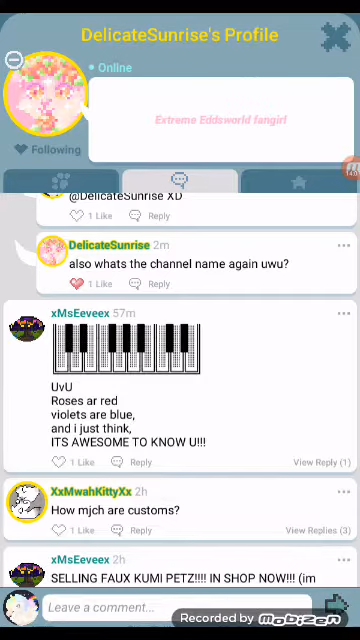 DelicateSunrise's Profile
Online
Extreme Eddsworld fangirl
Following
@DelicateSunrise XD
1 Like Reply
DelicateSunrise 2m
also whats the channel name again uwu?
1 Like Reply
xMsEeveex 57m
UvU
Roses ar red
violets are blue,
and i just think,
ITS AWESOME TO KNOW U!!!
1 Like Reply View Reply (1)
XxMwahKittyXx 2h
How mjch are customs?
1 Like Reply View Replies (3)
xMsEeveex 2h
SELLING FAUX KUMI PETZ!!!! IN SHOP NOW!!! (im
Leave a comment...
Recorded by Mobizen